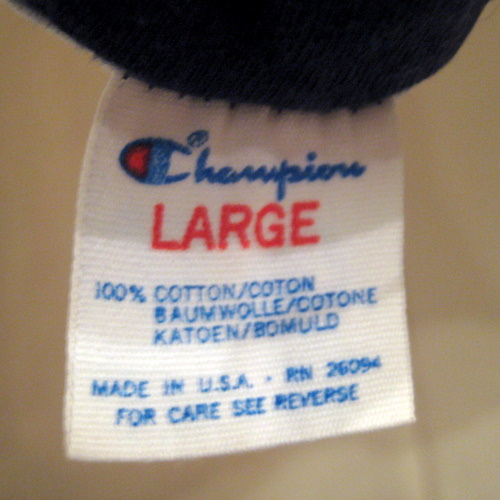 Champion
LARGE
100% COTTON/COTON
BAUMWOLLE/COTONE
KATOEN/BOMULD
MADE IN U.S.A. - RN 26094
FOR CARE SEE REVERSE